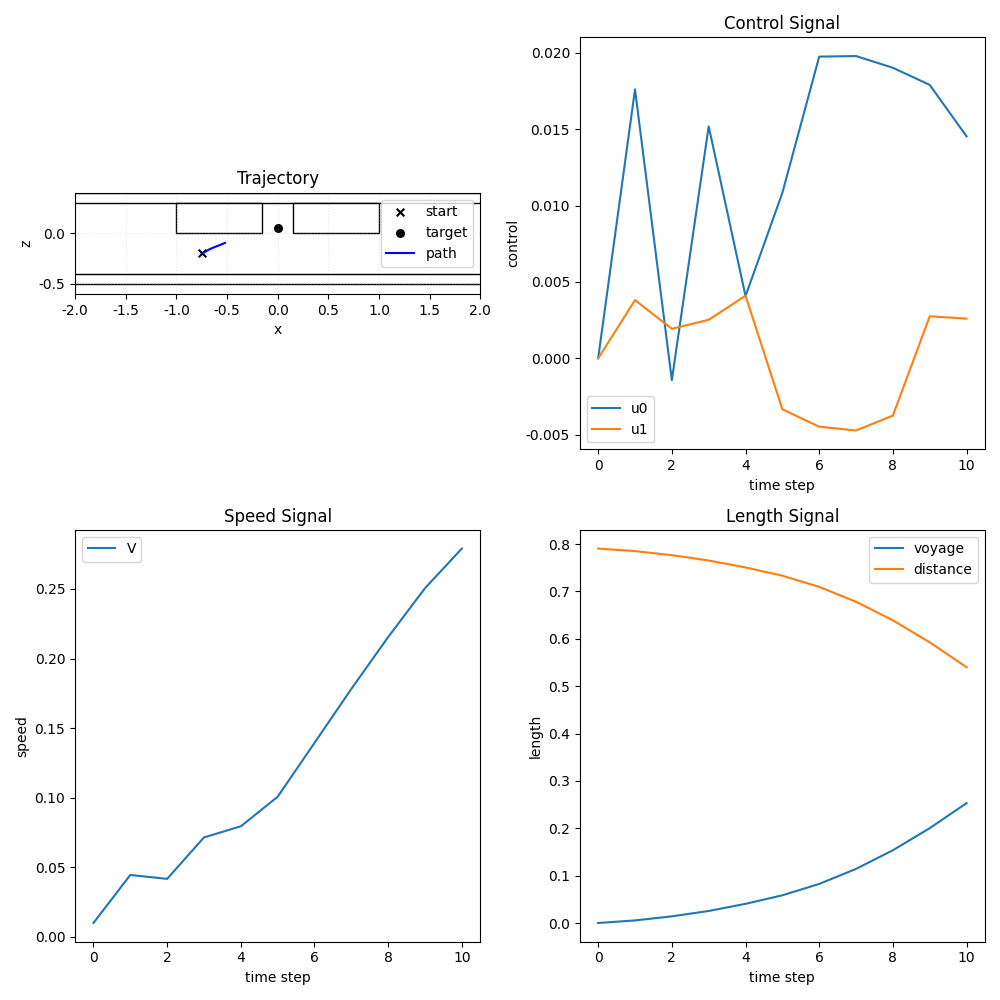 Trajectory
z
0.0
-0.5
start
target
path
-2.0 -1.5 -1.0 -0.5 0.0 0.5 1.0 1.5 2.0
x
Control Signal
control
0.020
0.015
0.010
0.005
0.000
-0.005
u0
u1
0 2 4 6 8 10
time step
Speed Signal
speed
0.25
0.20
0.15
0.10
0.05
0.00
V
0 2 4 6 8 10
time step
Length Signal
length
0.8
0.7
0.6
0.5
0.4
0.3
0.2
0.1
0.0
voyage
distance
0 2 4 6 8 10
time step